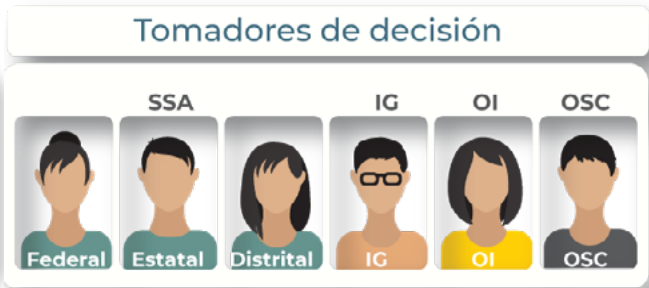 Tomadores de decisión
SSA IG OI OSC
Federal Estatal Distrital IG OI OSC